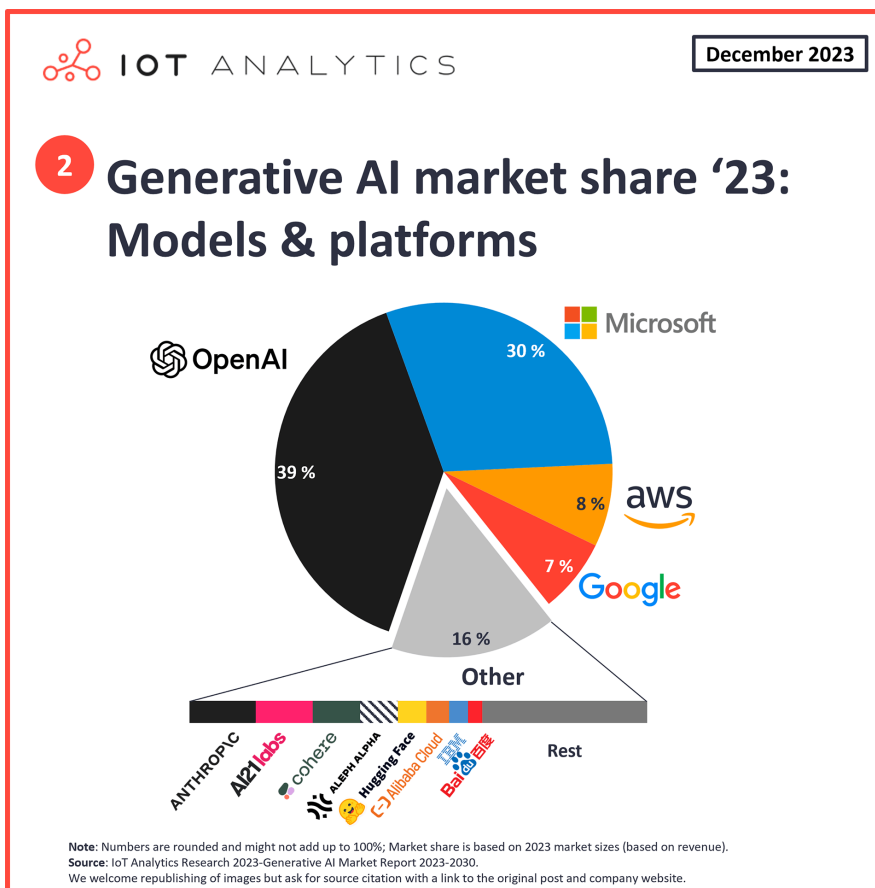 IOT ANALYTICS
December 2023
2
Generative AI market share ‘23:
Models & platforms
Microsoft
30 %
OpenAI
39 %
aws
8 %
7 %
Google
16 %
Other
ANTHROP\C
AI21labs
cohere
ALEPH ALPHA
Hugging Face
Alibaba Cloud
IBM
Bai du 百度
Rest
Note: Numbers are rounded and might not add up to 100%; Market share is based on 2023 market sizes (based on revenue).
Source: IoT Analytics Research 2023-Generative AI Market Report 2023-2030.
We welcome republishing of images but ask for source citation with a link to the original post and company website.